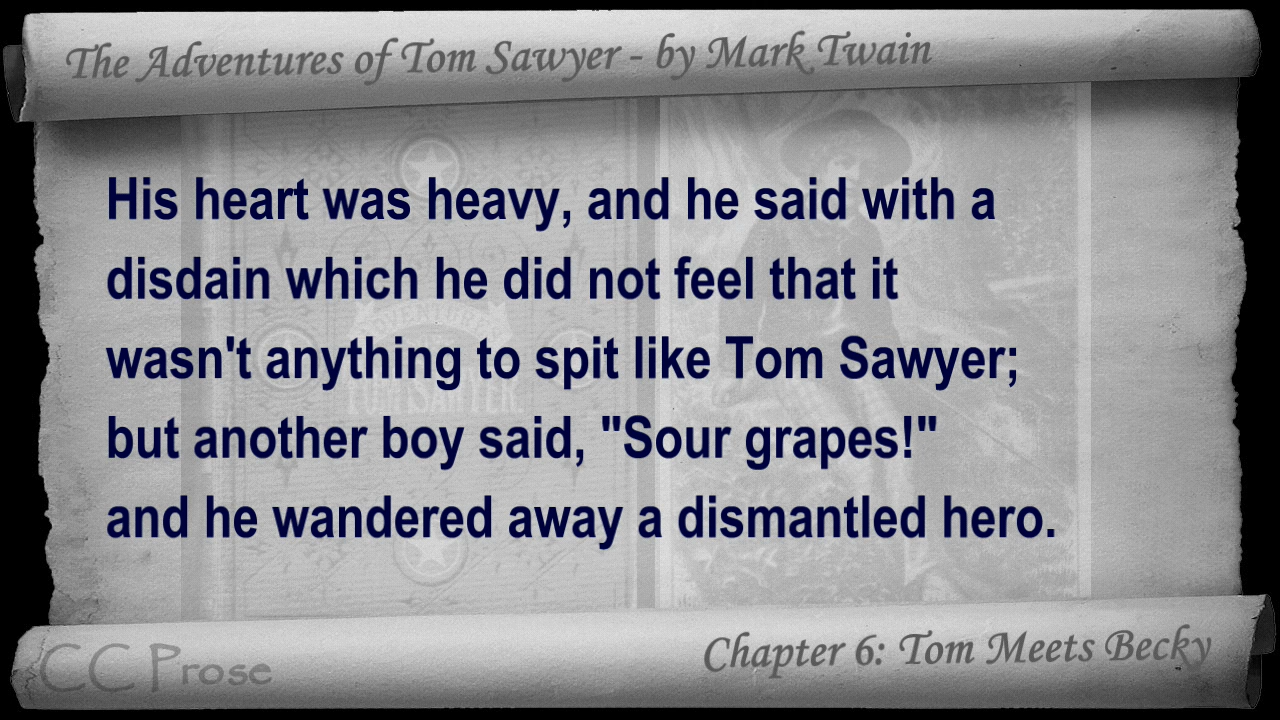 The Adventures of Tom Sawyer - by Mark Twain
His heart was heavy, and he said with a
disdain which he did not feel that it
wasn't anything to spit like Tom Sawyer;
but another boy said, "Sour grapes!"
and he wandered away a dismantled hero.
CC Prose
Chapter 6: Tom Meets Becky